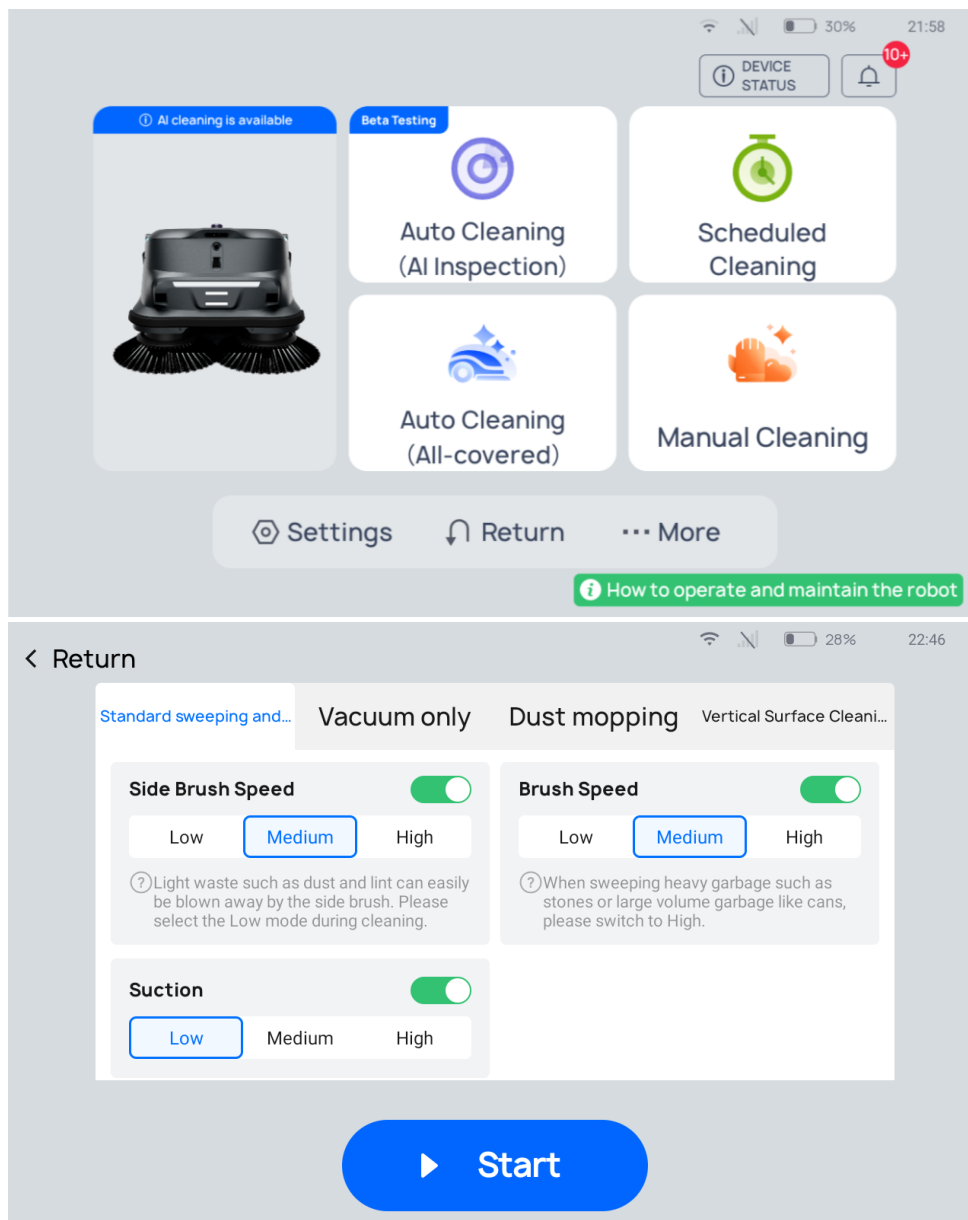 30%
21:58
DEVICE
STATUS
10+
AI cleaning is available
Beta Testing
Auto Cleaning
(AI Inspection)
Scheduled
Cleaning
Auto Cleaning
(All-covered)
Manual Cleaning
Settings
Return
More
How to operate and maintain the robot
28%
22:46
Return
Standard sweeping and...
Vacuum only
Dust mopping
Vertical Surface Cleani...
Side Brush Speed
Low
Medium
High
Light waste such as dust and lint can easily
be blown away by the side brush. Please
select the Low mode during cleaning.
Brush Speed
Low
Medium
High
When sweeping heavy garbage such as
stones or large volume garbage like cans,
please switch to High.
Suction
Low
Medium
High
Start